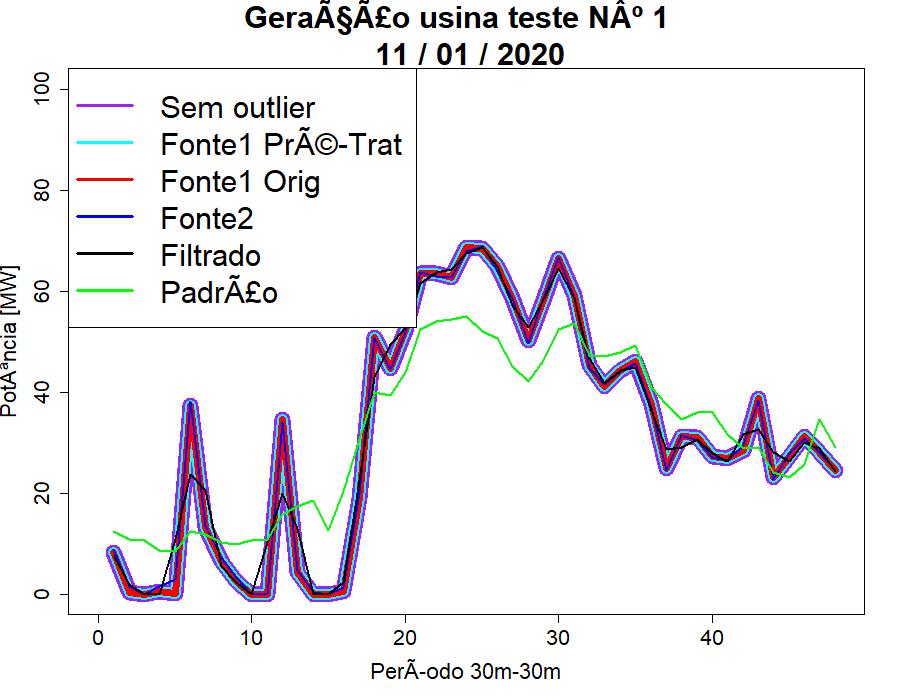 GeraÃ§Ã£o usina teste NÂº 1
11 / 01 / 2020
PotÃªncia [MW]
100
80
60
40
20
0
Sem outlier
Fonte1 PrÃ©-Trat
Fonte1 Orig
Fonte2
Filtrado
PadrÃ£o
0 10 20 30 40
PerÃ­odo 30m-30m